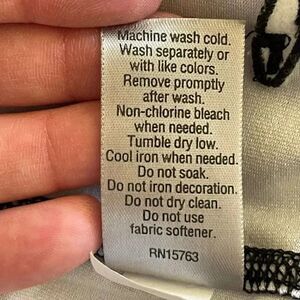 Machine wash cold.
Wash separately or
with like colors.
Remove promptly
after wash.
Non-chlorine bleach
when needed.
Tumble dry low.
Cool iron when needed.
Do not soak.
Do not iron decoration.
Do not dry clean.
Do not use
fabric softener.
RN15763